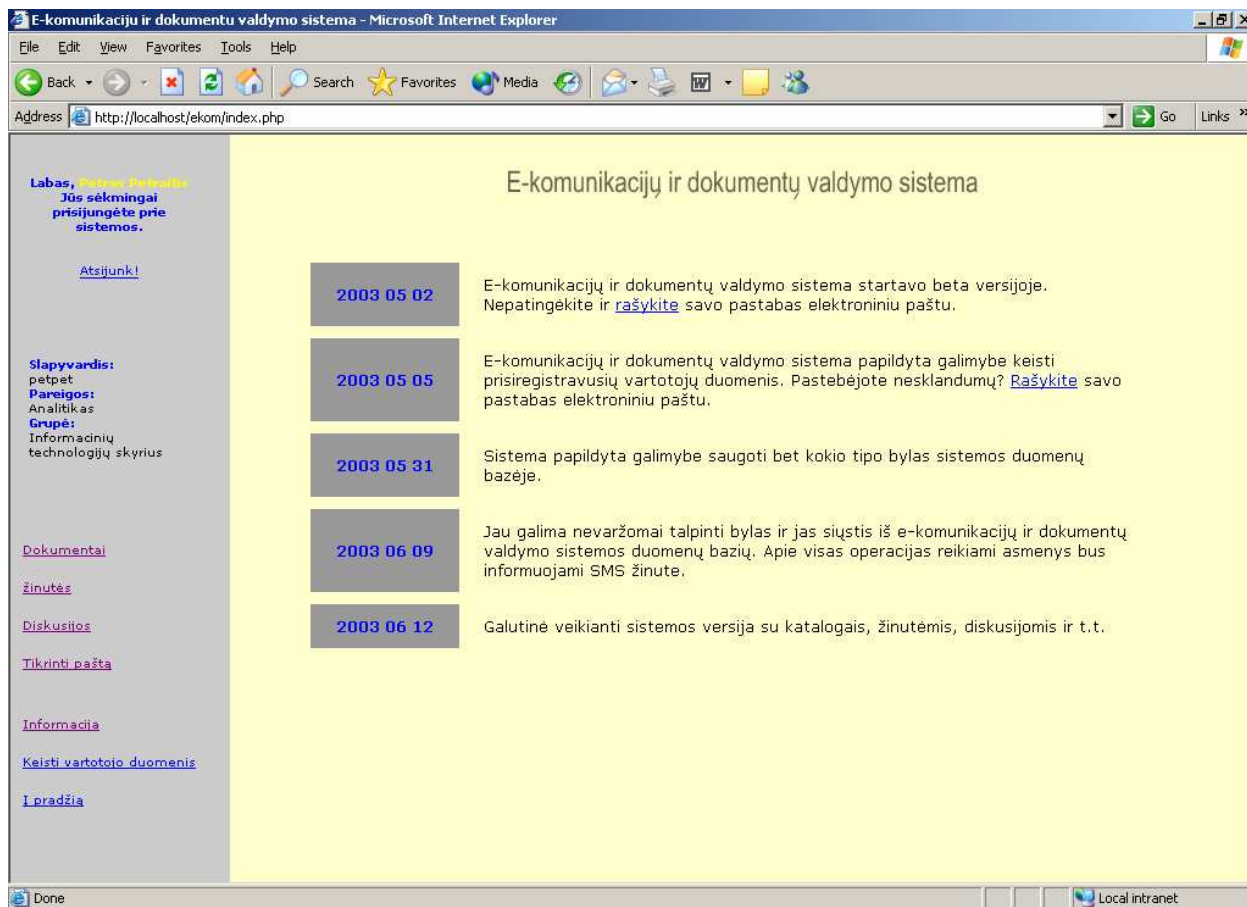 E-komunikaciju ir dokumentu valdymo sistema - Microsoft Internet Explorer
File Edit View Favorites Tools Help
Back Search Favorites Media
Address http://localhost/ekom/index.php Go Links »
Labas, Petras Petraitis
Jūs sėkmingai
prisijungėte prie
sistemos.
Atsijunk!
Slapyvardis:
petpet
Pareigos:
Analitikas
Grupė:
Informacinių
technologijų skyrius
Dokumentai
žinutės
Diskusijos
Tikrinti paštą
Informacija
Keisti vartotojo duomenis
Į pradžią
E-komunikacijų ir dokumentų valdymo sistema
2003 05 02
E-komunikacijų ir dokumentų valdymo sistema startavo beta versijoje.
Nepatingėkite ir rašykite savo pastabas elektroniniu paštu.
2003 05 05
E-komunikacijų ir dokumentų valdymo sistema papildyta galimybe keisti
prisiregistravusių vartotojų duomenis. Pastebėjote nesklandumų? Rašykite savo
pastabas elektroniniu paštu.
2003 05 31
Sistema papildyta galimybe saugoti bet kokio tipo bylas sistemos duomenų
bazėje.
2003 06 09
Jau galima nevaržomai talpinti bylas ir jas siųstis iš e-komunikacijų ir dokumentų
valdymo sistemos duomenų bazių. Apie visas operacijas reikiami asmenys bus
informuojami SMS žinute.
2003 06 12
Galutinė veikianti sistemos versija su katalogais, žinutėmis, diskusijomis ir t.t.
Done
Local intranet